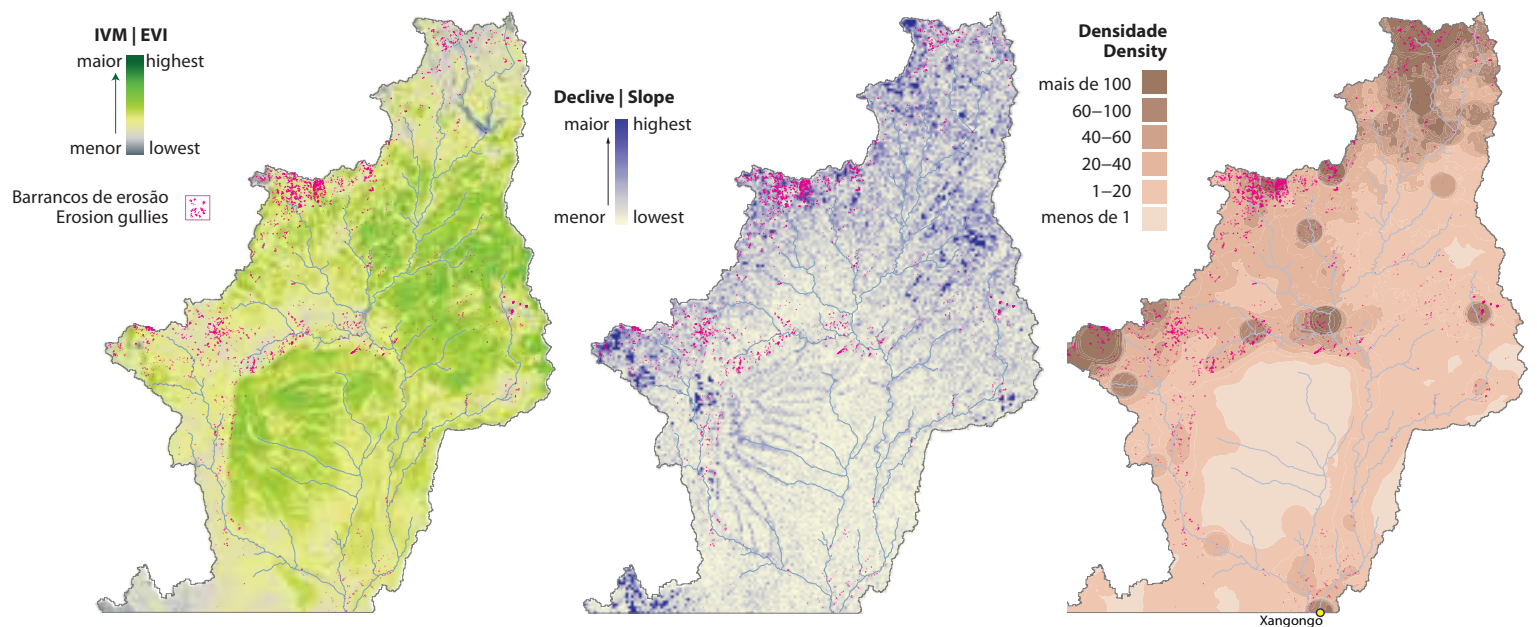 IVM | EVI
maior highest
menor lowest
Barrancos de erosão
Erosion gullies
Declive | Slope
maior highest
menor lowest
Densidade
Density
mais de 100
60–100
40–60
20–40
1–20
menos de 1
Xangongo